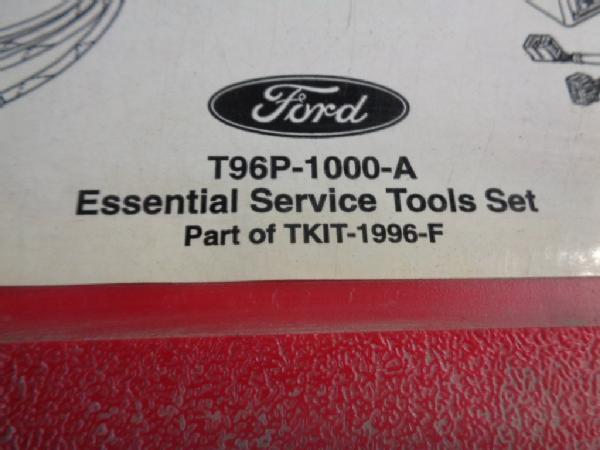 Ford
T96P-1000-A
Essential Service Tools Set
Part of TKIT-1996-F